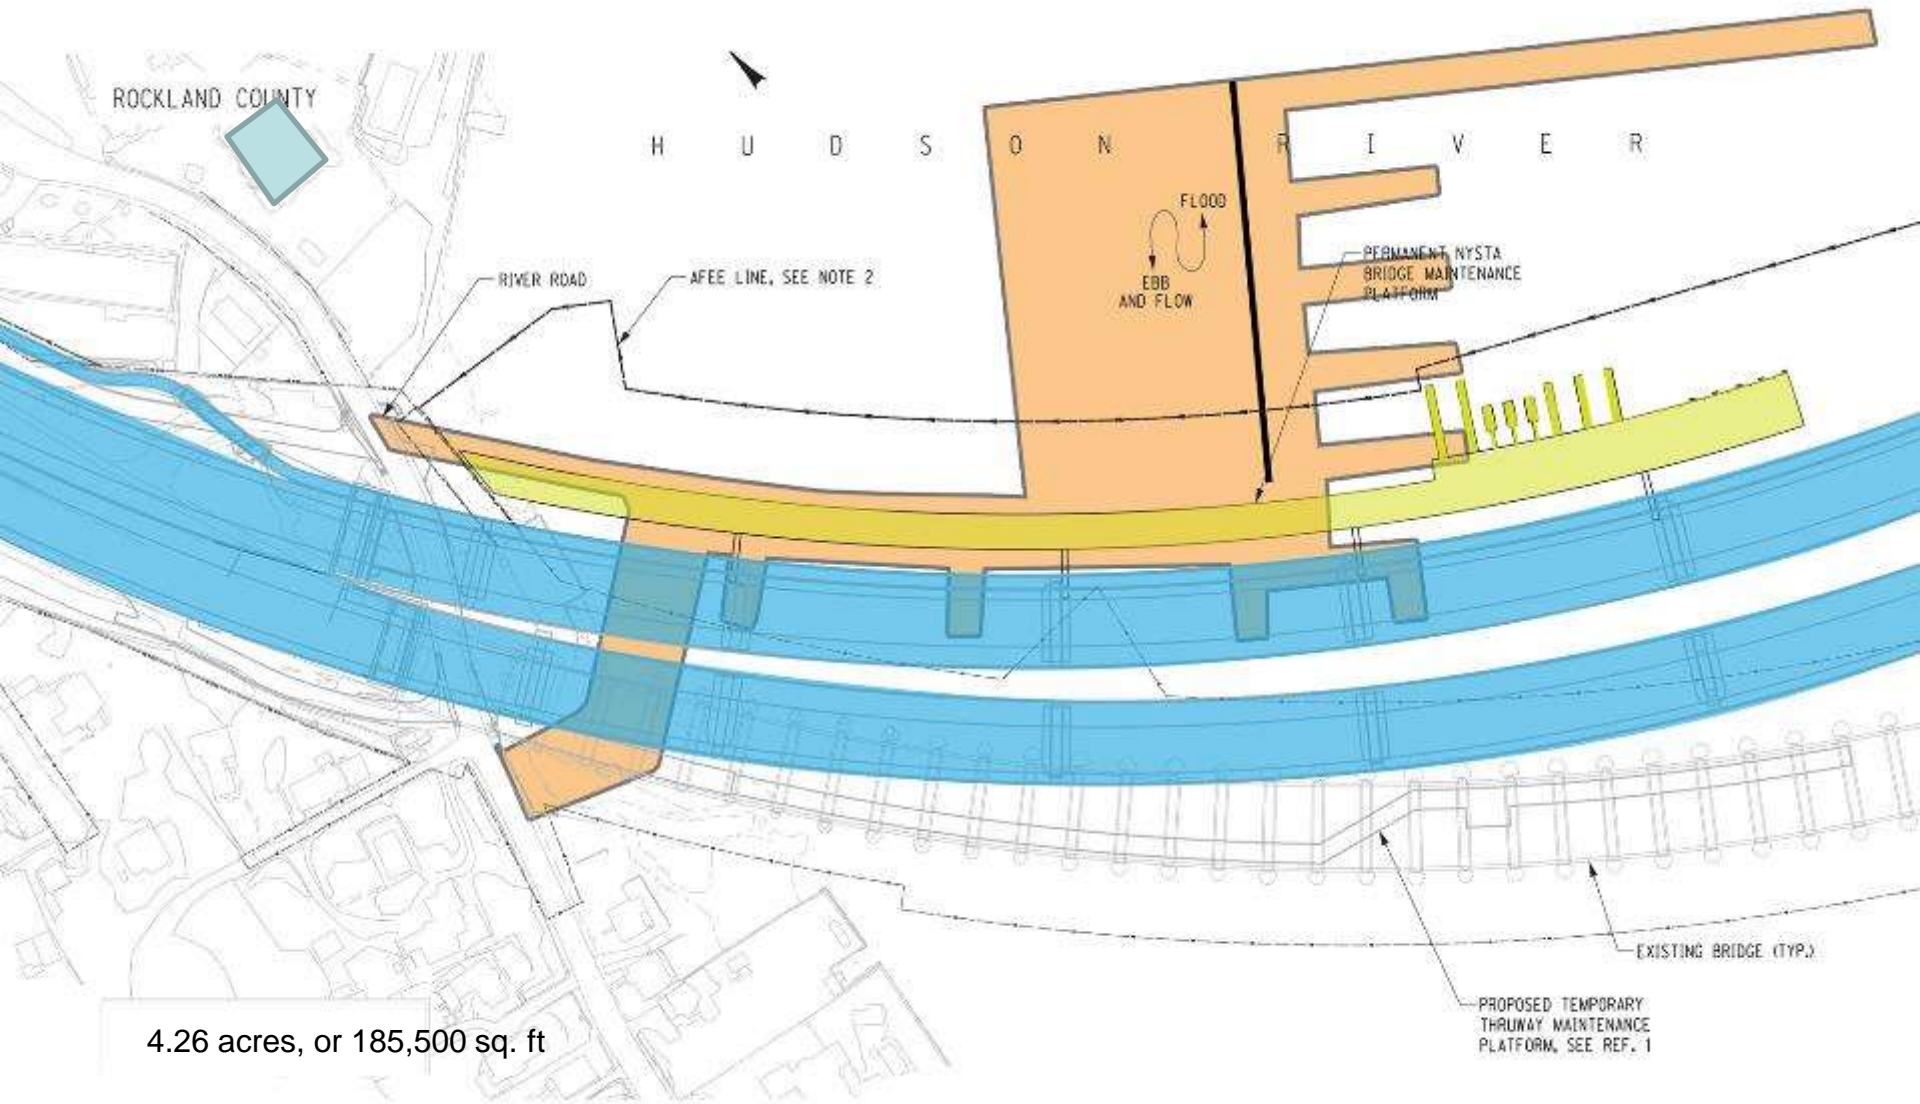 ROCKLAND COUNTY
H U D S O N R I V E R
FLOOD
EBB
AND FLOW
RIVER ROAD
AFEE LINE, SEE NOTE 2
PERMANENT NYSTA
BRIDGE MAINTENANCE
PLATFORM
EXISTING BRIDGE (TYP.)
PROPOSED TEMPORARY
THRUWAY MAINTENANCE
PLATFORM, SEE REF. 1
4.26 acres, or 185,500 sq. ft